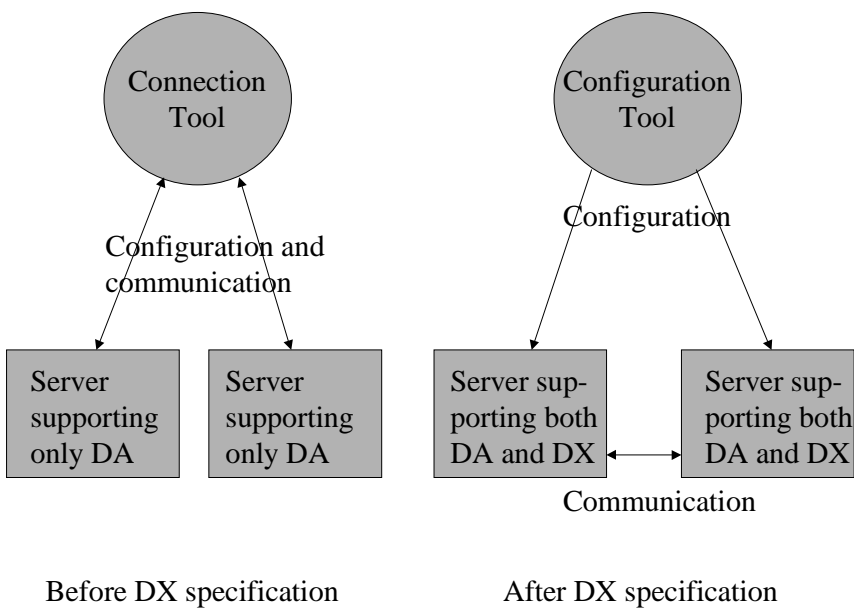 Connection
Tool
Configuration and
communication
Server
supporting
only DA
Server
supporting
only DA
Before DX specification
Configuration
Tool
Configuration
Server sup-
porting both
DA and DX
Server sup-
porting both
DA and DX
Communication
After DX specification